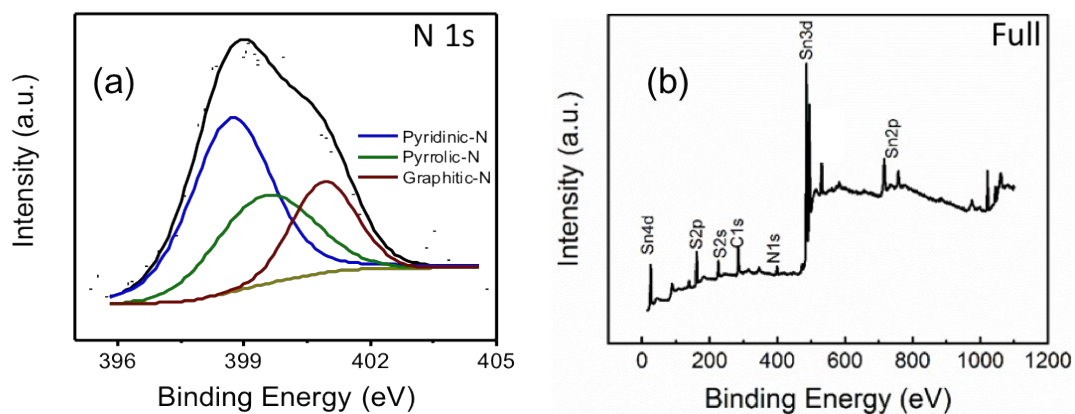 N 1s
(a)
Intensity (a.u.)
Pyridinic-N
Pyrrolic-N
Graphitic-N
396 399 402 405
Binding Energy (eV)
Full
(b)
Intensity (a.u.)
Sn4d
S2p
S2s
C1s
N1s
Sn3d
Sn2p
0 200 400 600 800 1000 1200
Binding Energy (eV)